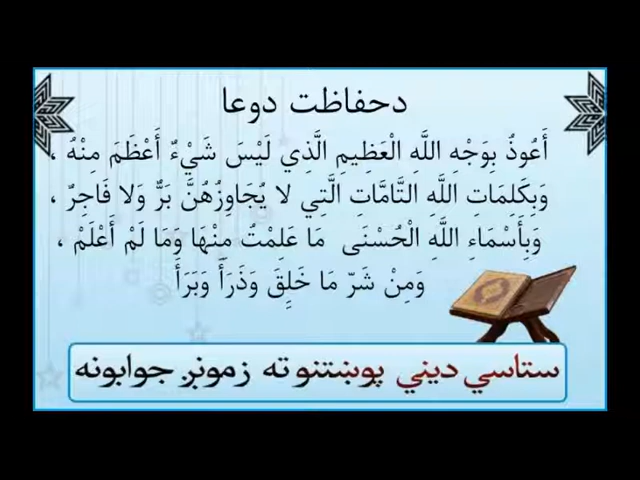 دحفاظت دوعا
أَعُوذُ بِوَجْهِ اللَّهِ الْعَظِيمِ الَّذِي لَيْسَ شَيْءٌ أَعْظَمَ مِنْهُ ،
وَبِكَلِمَاتِ اللَّهِ التَّامَّاتِ الَّتِي لا يُجَاوِزُهُنَّ بَرٌّ وَلا فَاجِرٌ ،
وَبِأَسْمَاءِ اللَّهِ الْحُسْنَى مَا عَلِمْتُ مِنْهَا وَمَا لَمْ أَعْلَمْ ،
وَمِنْ شَرِّ مَا خَلِقَ وَذَرَأَ وَبَرَأَ
ستاسي ديني پوښتنو ته زمونږ جوابونه